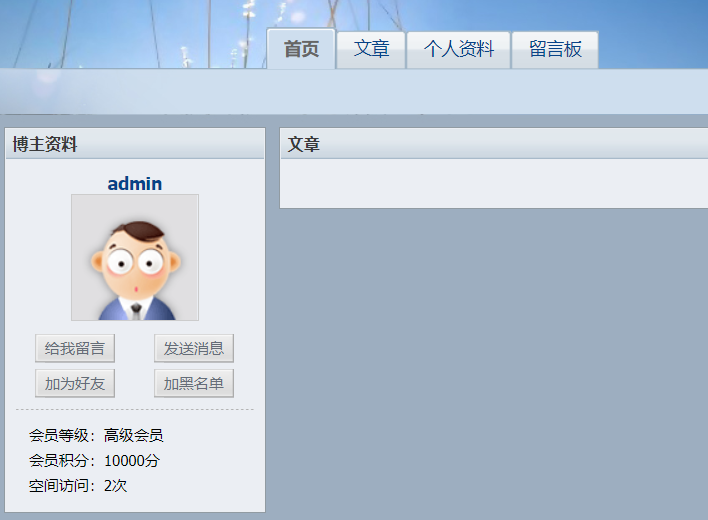 首页 文章 个人资料 留言板
博主资料
文章
admin
给我留言 发送消息
加为好友 加黑名单
会员等级：高级会员
会员积分：10000分
空间访问：2次